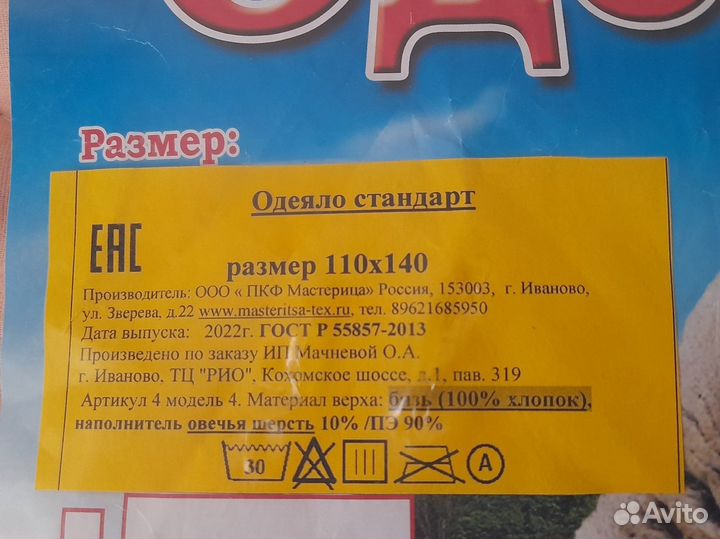 Размер:
Одеяло стандарт
ЕАС
размер 110х140
Производитель: ООО « ПКФ Мастерица» Россия, 153003, г. Иваново,
ул. Зверева, д.22 www.masteritsa-tex.ru, тел. 89621685950
Дата выпуска: 2022г. ГОСТ Р 55857-2013
Произведено по заказу ИП Мачневой О.А.
г. Иваново, ТЦ "РИО", Кохомское шоссе, д.1, пав. 319
Артикул 4 модель 4. Материал верха: бязь (100% хлопок),
наполнитель овечья шерсть 10% /ПЭ 90%
30
А
Avito